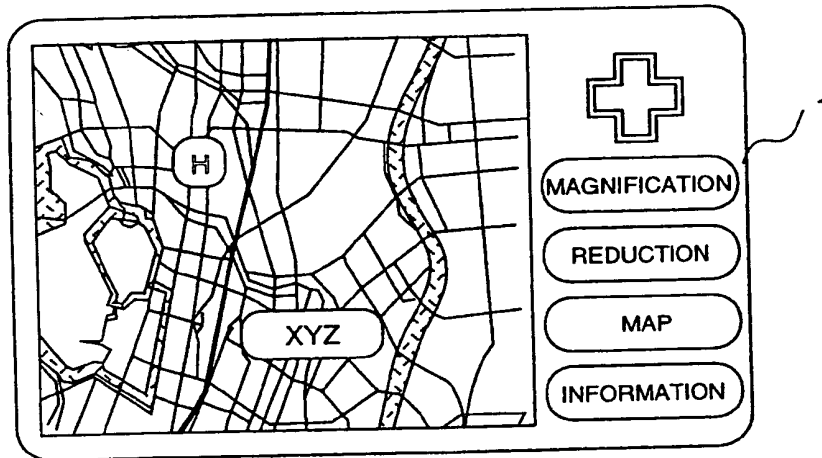 H
MAGNIFICATION
REDUCTION
XYZ
MAP
INFORMATION